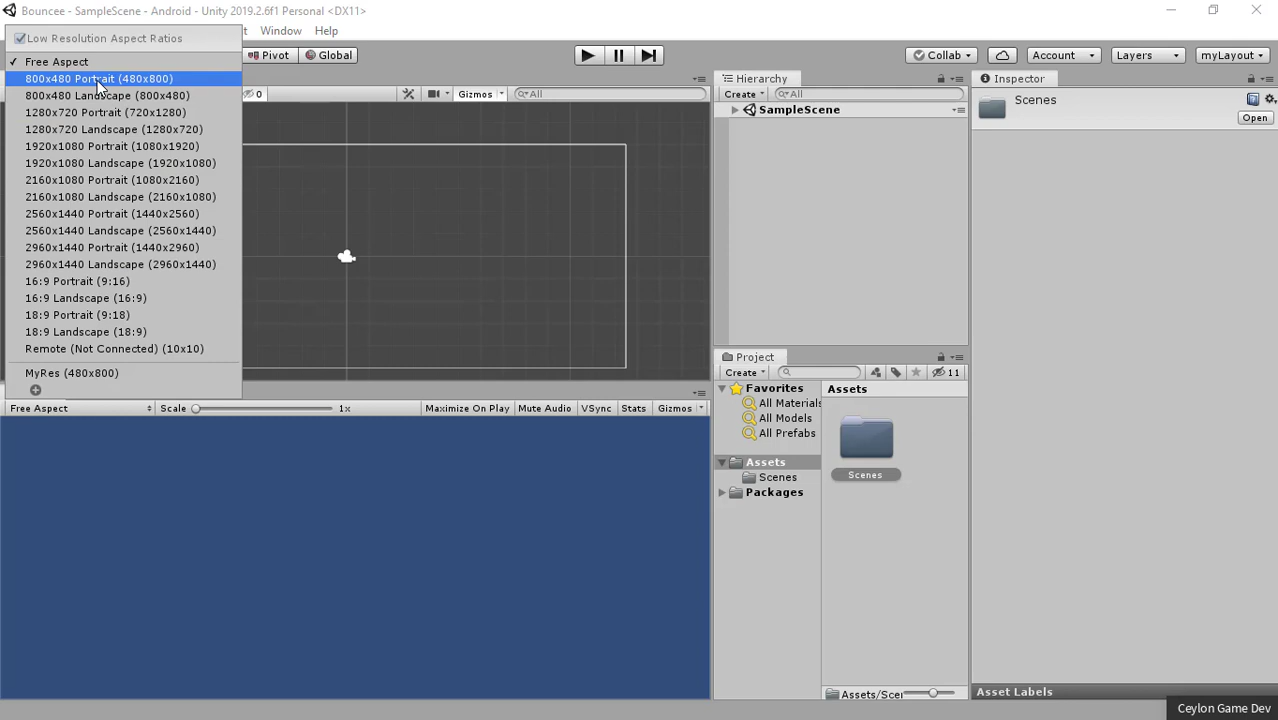 Bouncee - SampleScene - Android - Unity 2019.2.6f1 Personal <DX11>
t Window Help
Pivot Global Collab Account Layers myLayout
Low Resolution Aspect Ratios
Free Aspect
800x480 Portrait (480x800)
800x480 Landscape (800x480)
1280x720 Portrait (720x1280)
1280x720 Landscape (1280x720)
1920x1080 Portrait (1080x1920)
1920x1080 Landscape (1920x1080)
2160x1080 Portrait (1080x2160)
2160x1080 Landscape (2160x1080)
2560x1440 Portrait (1440x2560)
2560x1440 Landscape (2560x1440)
2960x1440 Portrait (1440x2960)
2960x1440 Landscape (2960x1440)
16:9 Portrait (9:16)
16:9 Landscape (16:9)
18:9 Portrait (9:18)
18:9 Landscape (18:9)
Remote (Not Connected) (10x10)
MyRes (480x800)
0 Gizmos All
Free Aspect Scale 1x Maximize On Play Mute Audio VSync Stats Gizmos
Hierarchy
Create All
SampleScene
Project
Create 11
Favorites
All Materials
All Models
All Prefabs
Assets
Scenes
Packages
Assets
Scenes
Assets/Scen
Inspector
Scenes
Open
Asset Labels
Ceylon Game Dev